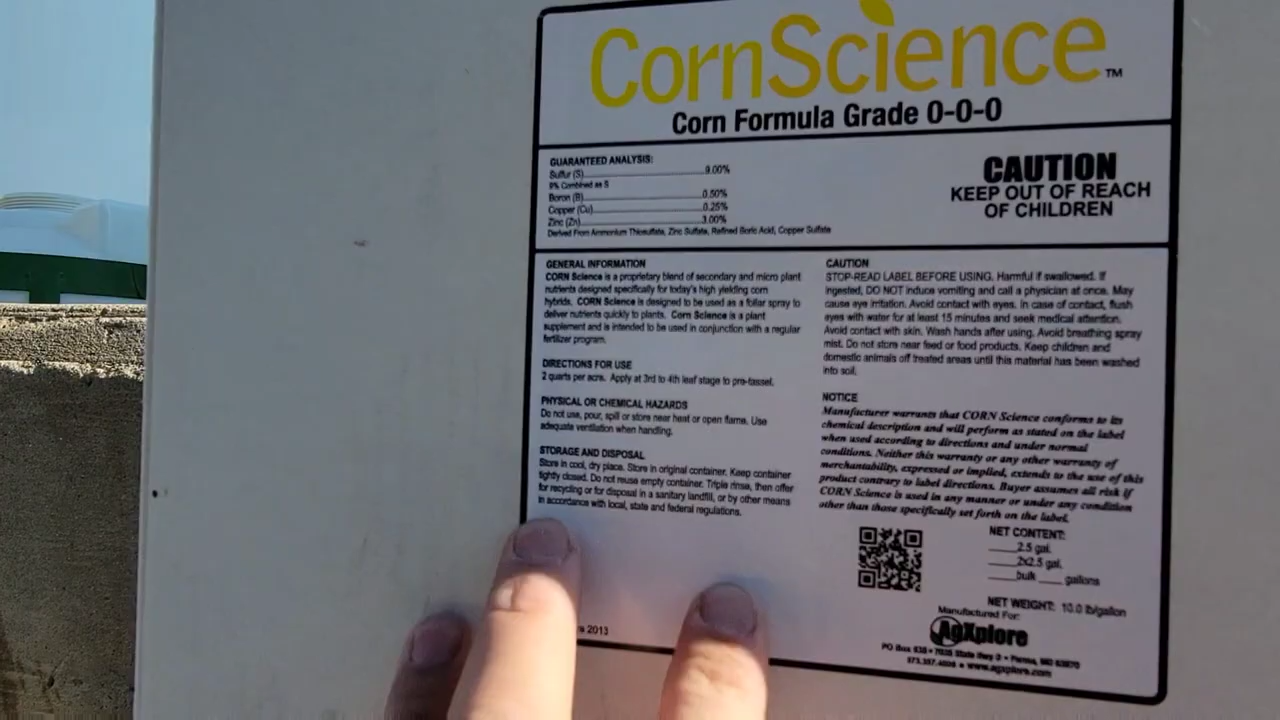 CornScience™
Corn Formula Grade 0-0-0
GUARANTEED ANALYSIS:
Sulfur (S) 9.00%
9% Combined as S
Boron (B) 0.50%
Copper (Cu) 0.25%
Zinc (Zn) 3.00%
Derived From Ammonium Thiosulfate, Zinc Sulfate, Refined Boric Acid, Copper Sulfate
CAUTION
KEEP OUT OF REACH
OF CHILDREN
GENERAL INFORMATION
CORN Science is a proprietary blend of secondary and micro plant
nutrients designed specifically for today's high yielding corn
hybrids. CORN Science is designed to be used as a foliar spray to
deliver nutrients quickly to plants. Corn Science is a plant
supplement and is intended to be used in conjunction with a regular
fertilizer program.
DIRECTIONS FOR USE
2 quarts per acre. Apply at 3rd to 4th leaf stage to pre-tassel.
PHYSICAL OR CHEMICAL HAZARDS
Do not use, pour, spill or store near heat or open flame. Use
adequate ventilation when handling.
STORAGE AND DISPOSAL
Store in cool, dry place. Store in original container. Keep container
tightly closed. Do not reuse empty container. Triple rinse, then offer
for recycling or for disposal in a sanitary landfill, or by other means
in accordance with local, state and federal regulations.
2013
CAUTION
STOP-READ LABEL BEFORE USING. Harmful if swallowed. If
ingested, DO NOT induce vomiting and call a physician at once. May
cause eye irritation. Avoid contact with eyes. In case of contact, flush
eyes with water for at least 15 minutes and seek medical attention.
Avoid contact with skin. Wash hands after using. Avoid breathing spray
mist. Do not store near feed or food products. Keep children and
domestic animals off treated areas until this material has been washed
into soil.
NOTICE
Manufacturer warrants that CORN Science conforms to its
chemical description and will perform as stated on the label
when used according to directions and under normal
conditions. Neither this warranty or any other warranty of
merchantability, expressed or implied, extends to the use of this
product contrary to label directions. Buyer assumes all risk if
CORN Science is used in any manner or under any condition
other than those specifically set forth on the label.
NET CONTENT:
____2.5 gal.
____2x2.5 gal.
____bulk ____ gallons
NET WEIGHT: 10.0 lb/gallon
Manufactured For:
AgXplore
PO Box 635 • 7035 State Hwy • Parma, MO 63870
573.357.4506 • www.agxplore.com